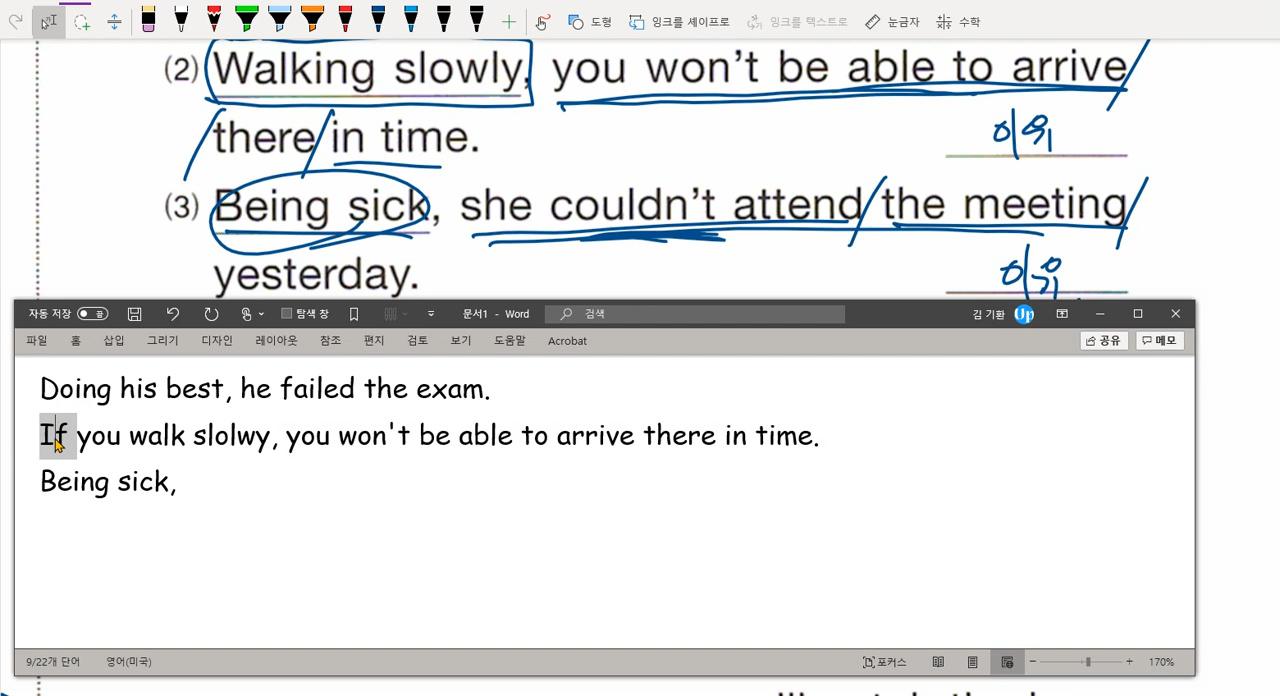 도형 잉크를 셰이프로 잉크를 텍스트로 눈금자 수학
(2) Walking slowly, you won't be able to arrive
there in time.
(3) Being sick, she couldn't attend the meeting
yesterday.
자동 저장 끔 탐색 창 문서1 - Word 검색 김 기환 Up
파일 홈 삽입 그리기 디자인 레이아웃 참조 편지 검토 보기 도움말 Acrobat 공유 메모
Doing his best, he failed the exam.
If you walk slolwy, you won't be able to arrive there in time.
Being sick,
9/22개 단어 영어(미국) 포커스 170%